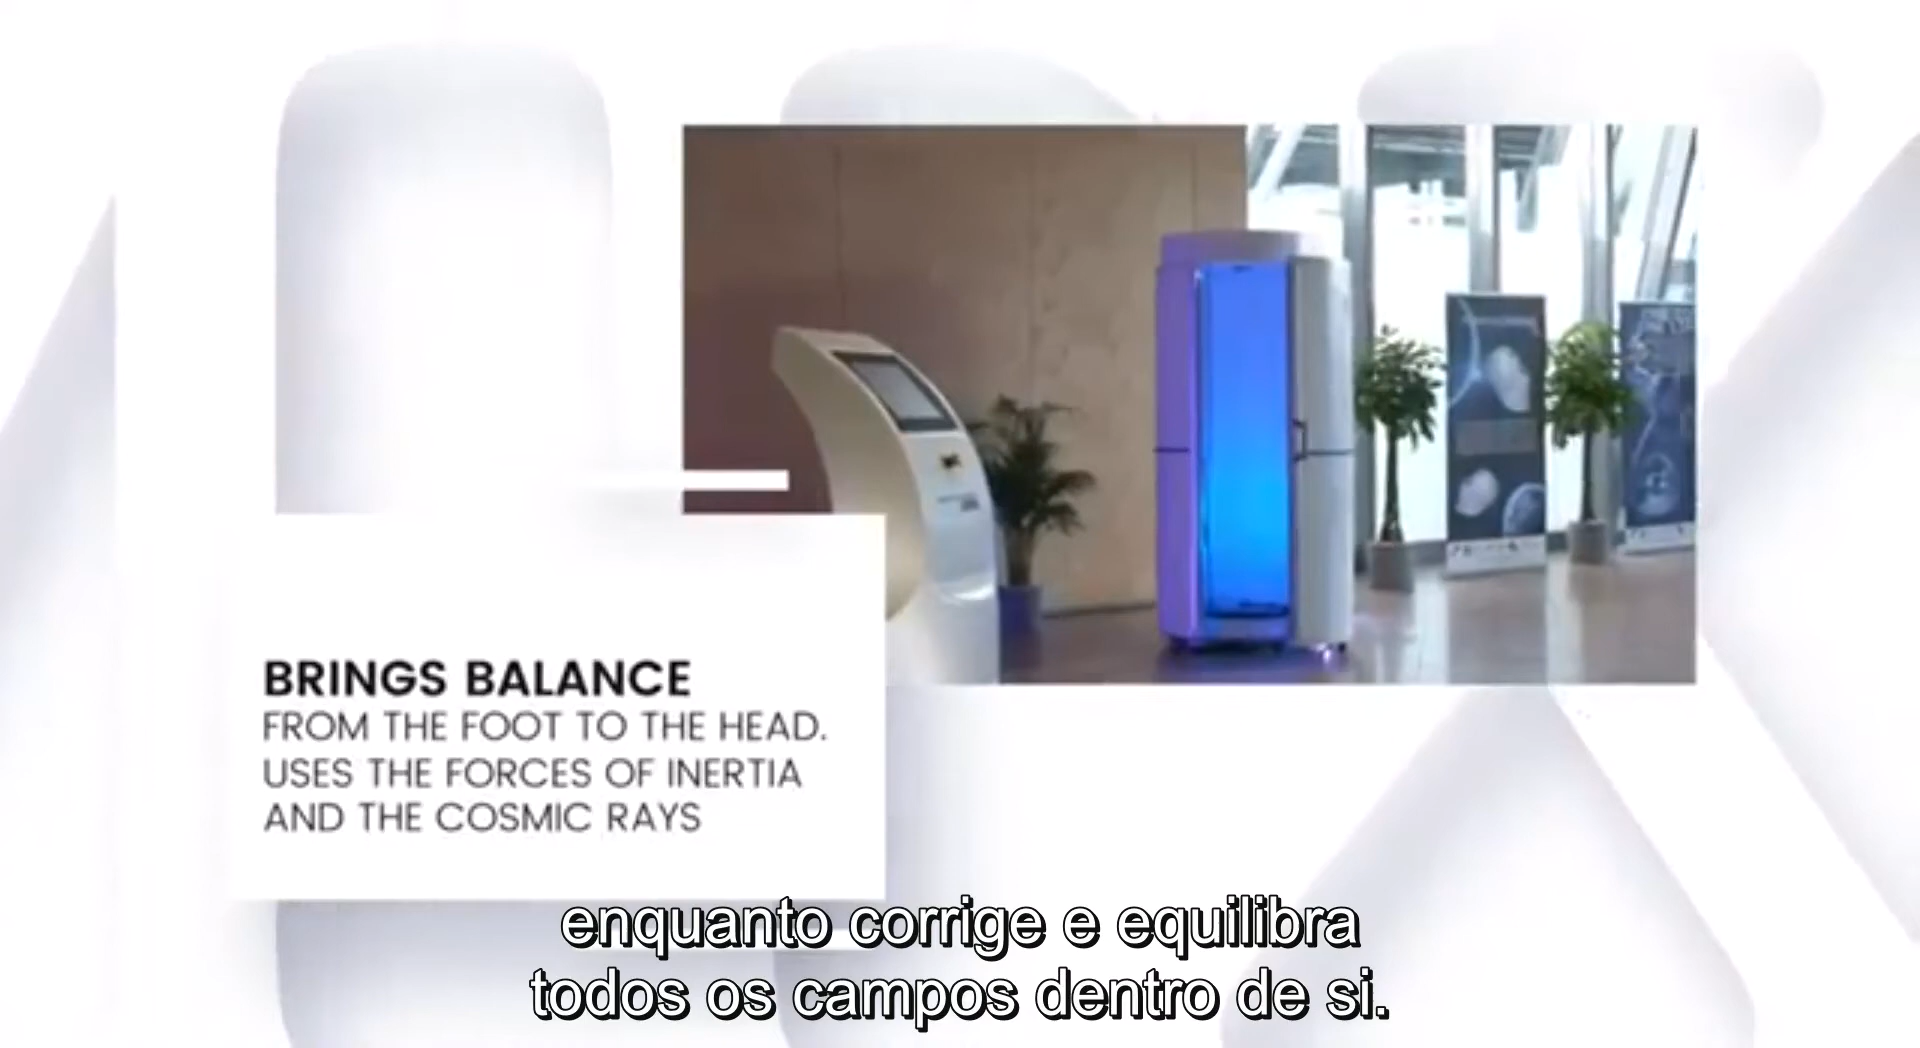 BRINGS BALANCE
FROM THE FOOT TO THE HEAD.
USES THE FORCES OF INERTIA
AND THE COSMIC RAYS
enquanto corrige e equilibra
todos os campos dentro de si.